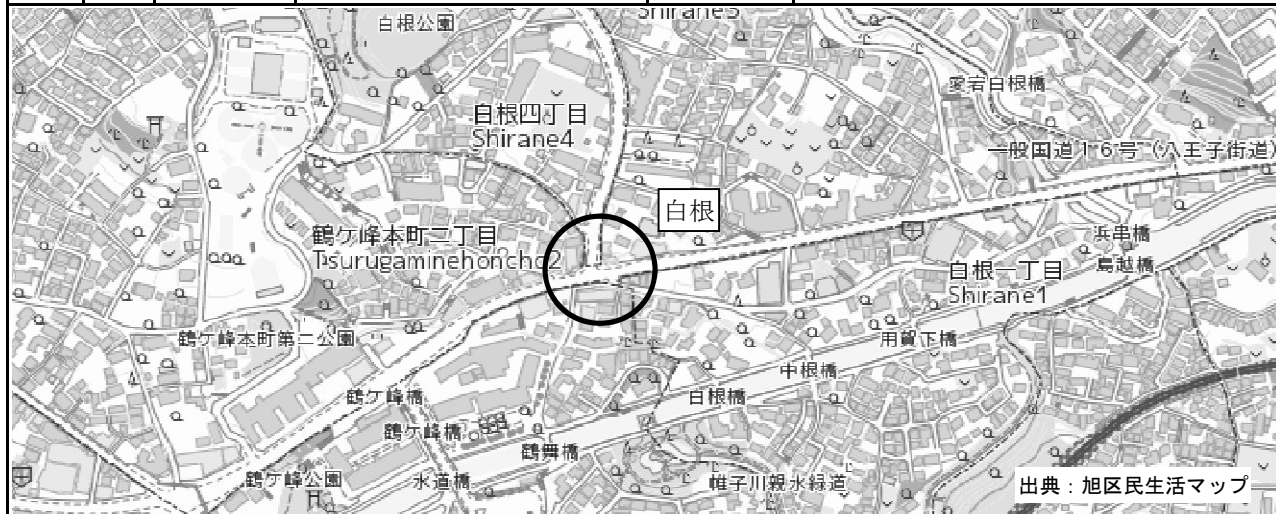 Shirane5
白根公園
愛宕白根橋
白根四丁目
Shirane4
一般国道16号(八王子街道)
白根
鶴ケ峰本町二丁目
Tsurugaminehoncho2
浜串橋
島越橋
白根一丁目
Shirane1
鶴ケ峰本町第二公園
用賀下橋
中根橋
鶴ケ峰橋
白根橋
鶴ケ峰橋
鶴舞橋
鶴ケ峰公園
水道橋
帷子川親水緑道
出典:旭区民生活マップ